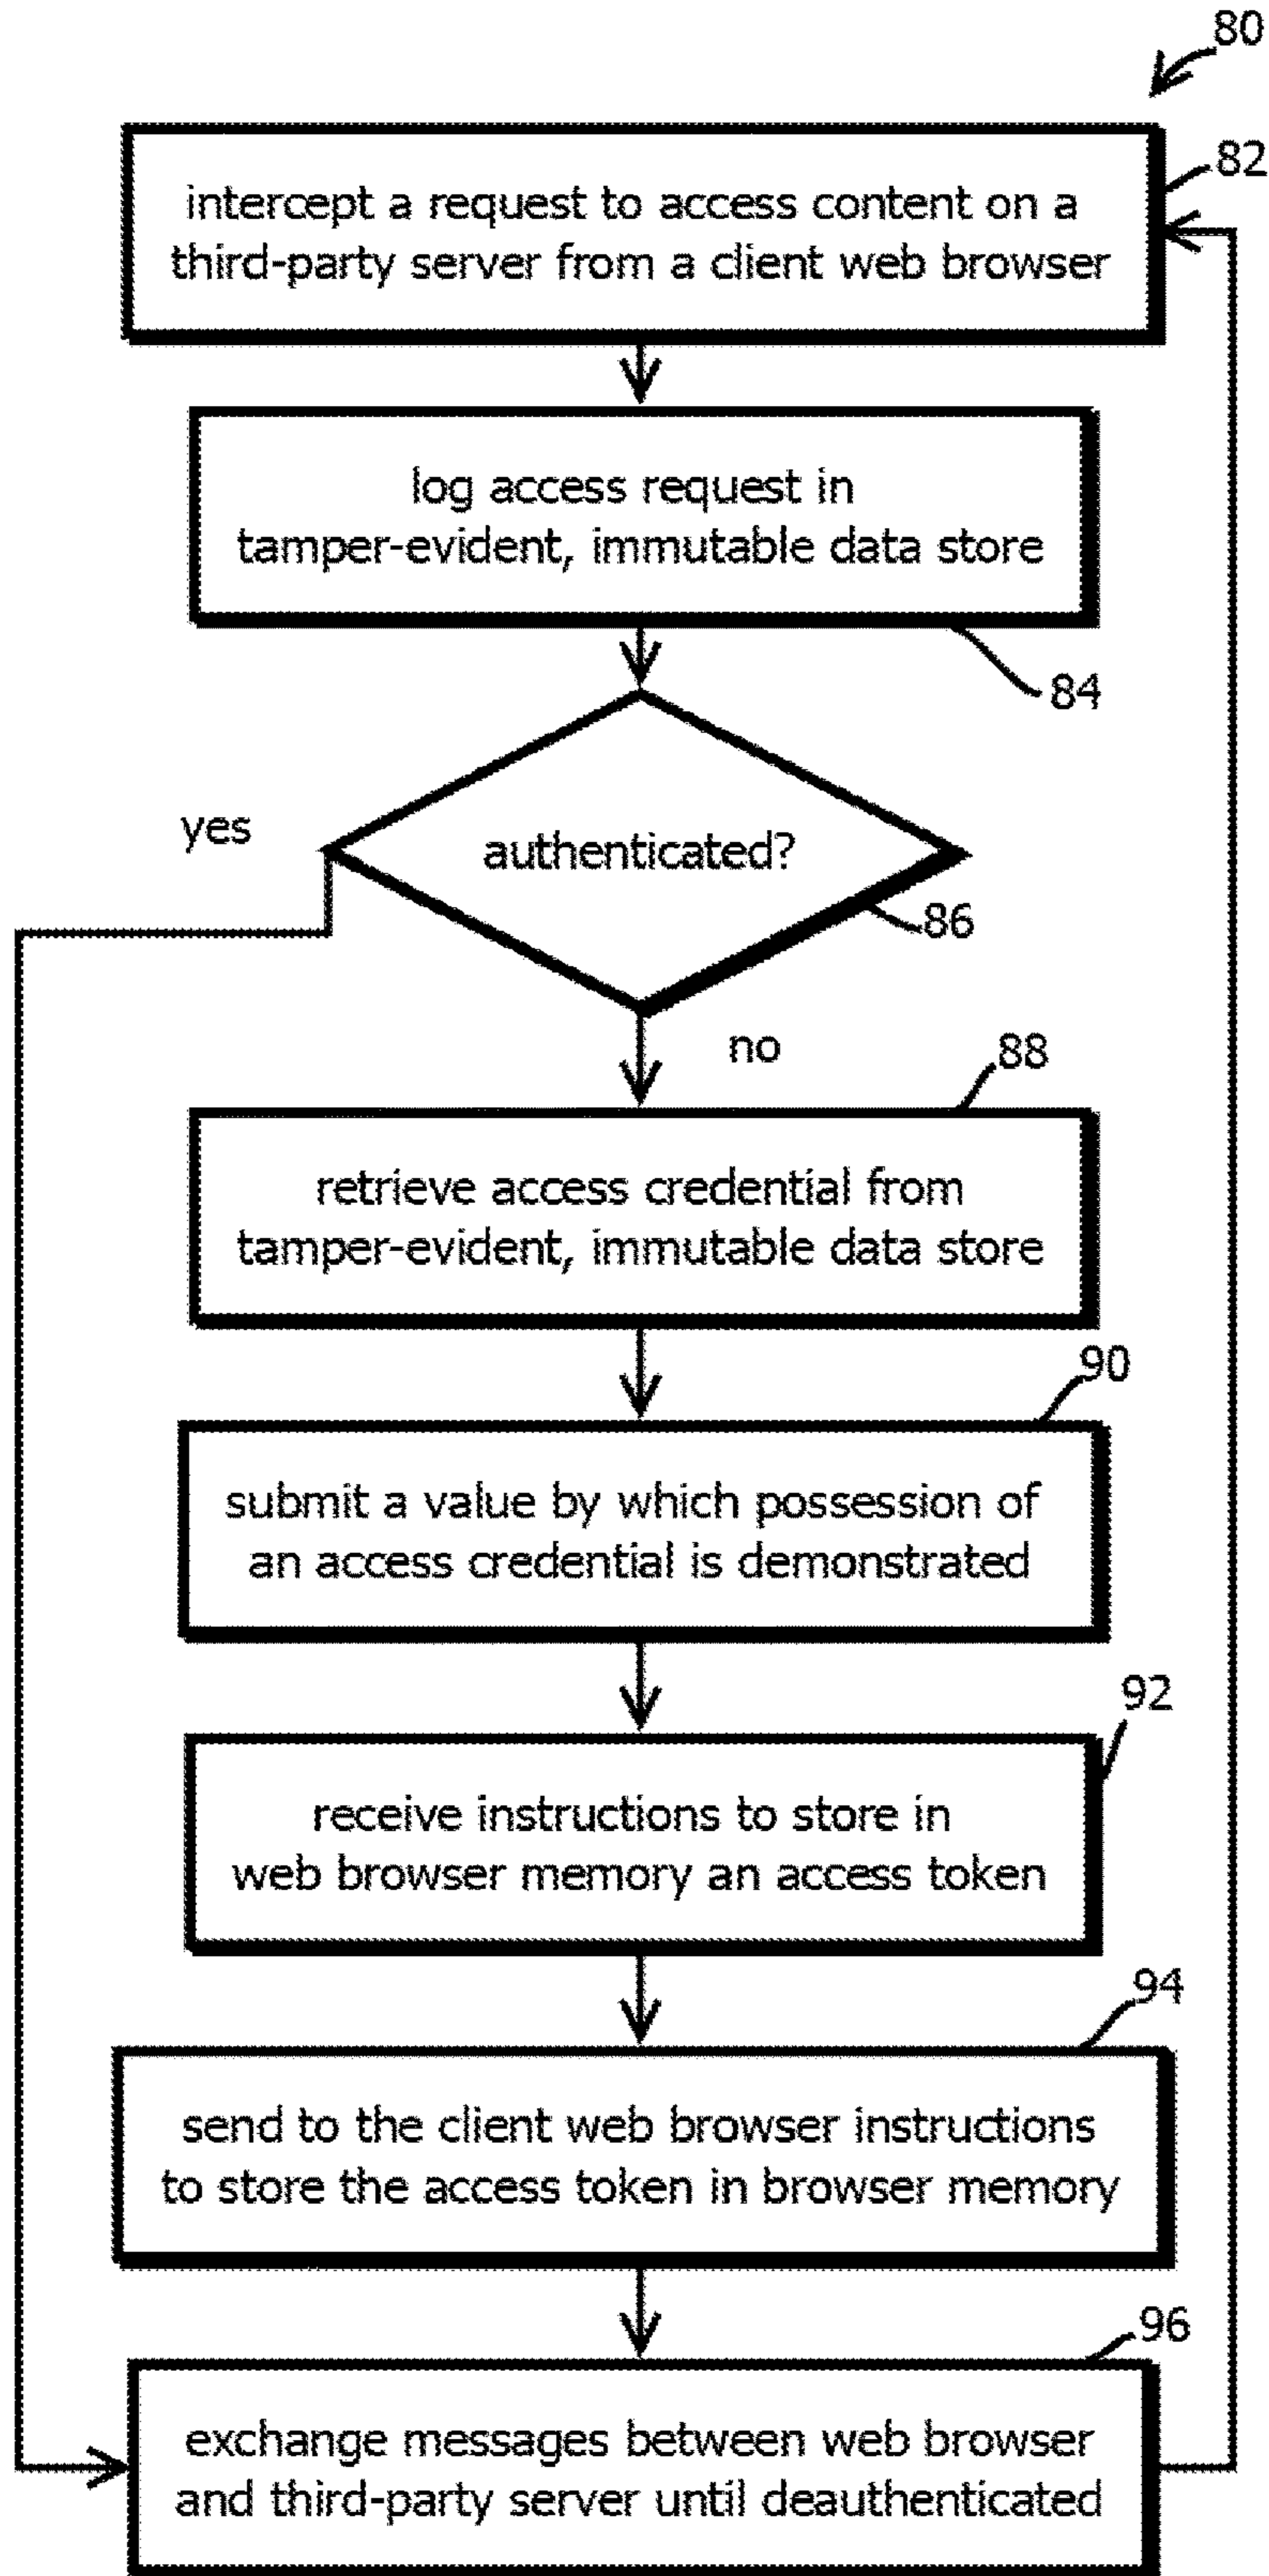 80
82
intercept a request to access content on a
third-party server from a client web browser
log access request in
tamper-evident, immutable data store
84
yes
authenticated?
86
no
88
retrieve access credential from
tamper-evident, immutable data store
90
submit a value by which possession of
an access credential is demonstrated
92
receive instructions to store in
web browser memory an access token
94
send to the client web browser instructions
to store the access token in browser memory
96
exchange messages between web browser
and third-party server until deauthenticated